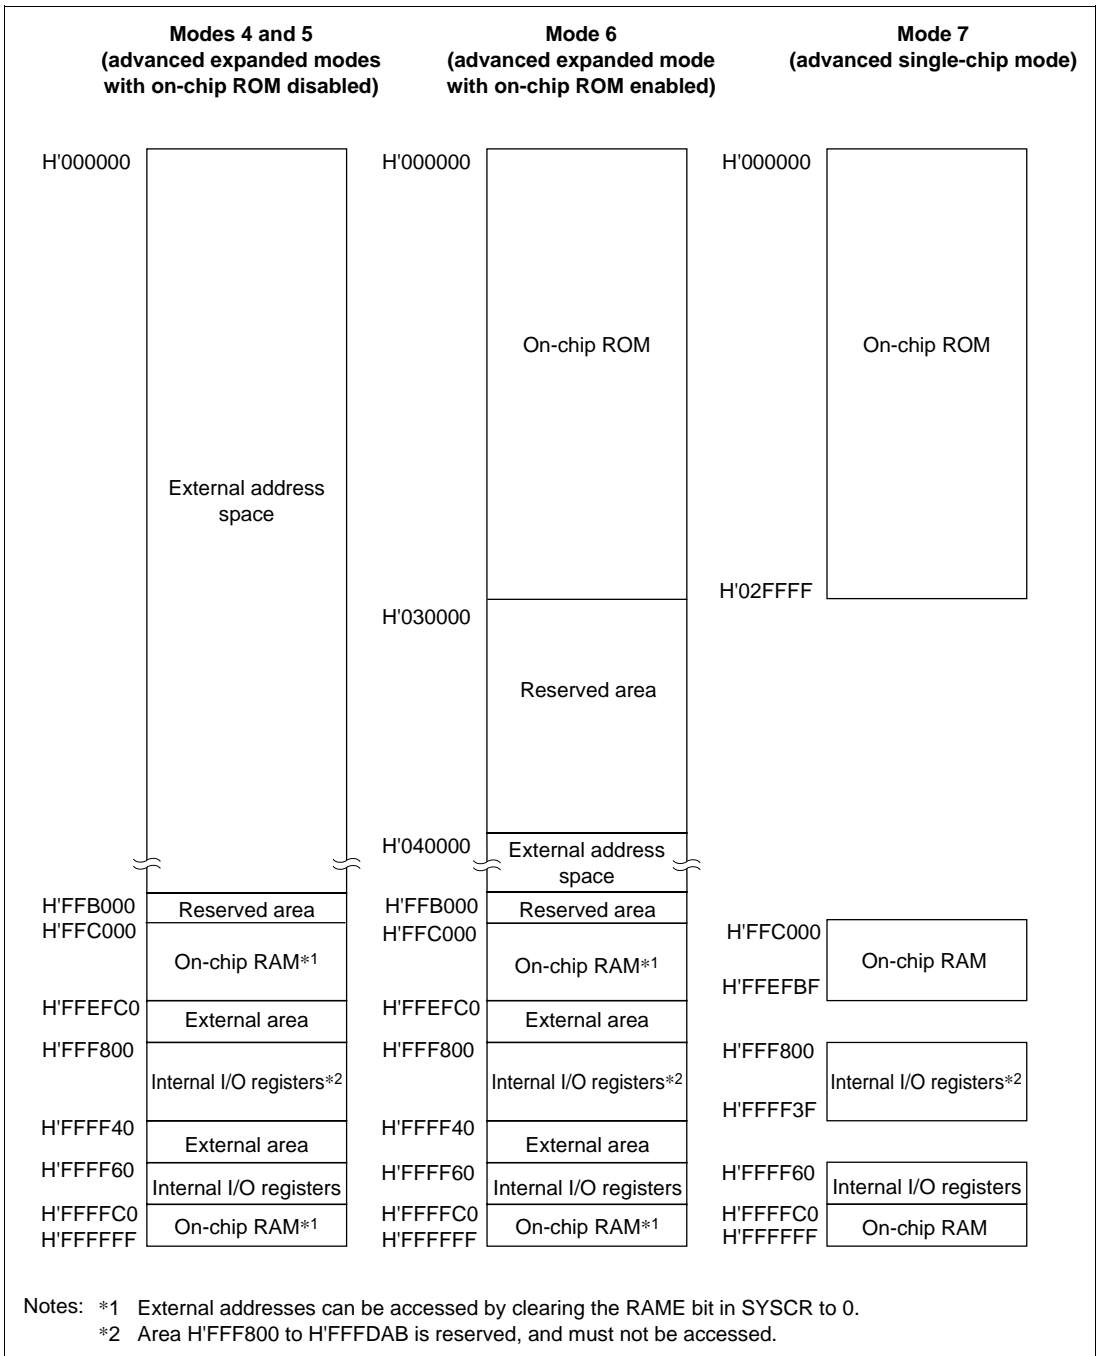 Modes 4 and 5
(advanced expanded modes
with on-chip ROM disabled)
Mode 6
(advanced expanded mode
with on-chip ROM enabled)
Mode 7
(advanced single-chip mode)
H'000000
External address
space
H'FFB000
Reserved area
H'FFC000
On-chip RAM*1
H'FFEFC0
External area
H'FFF800
Internal I/O registers*2
H'FFFF40
External area
H'FFFF60
Internal I/O registers
H'FFFFC0
On-chip RAM*1
H'FFFFFF
H'000000
On-chip ROM
H'030000
Reserved area
H'040000
External address
space
H'FFB000
Reserved area
H'FFC000
On-chip RAM*1
H'FFEFC0
External area
H'FFF800
Internal I/O registers*2
H'FFFF40
External area
H'FFFF60
Internal I/O registers
H'FFFFC0
On-chip RAM*1
H'FFFFFF
H'000000
On-chip ROM
H'02FFFF
H'FFC000
On-chip RAM
H'FFEFBF
H'FFF800
Internal I/O registers*2
H'FFFF3F
H'FFFF60
Internal I/O registers
H'FFFFC0
On-chip RAM
H'FFFFFF
Notes: *1 External addresses can be accessed by clearing the RAME bit in SYSCR to 0.
*2 Area H'FFF800 to H'FFFDAB is reserved, and must not be accessed.